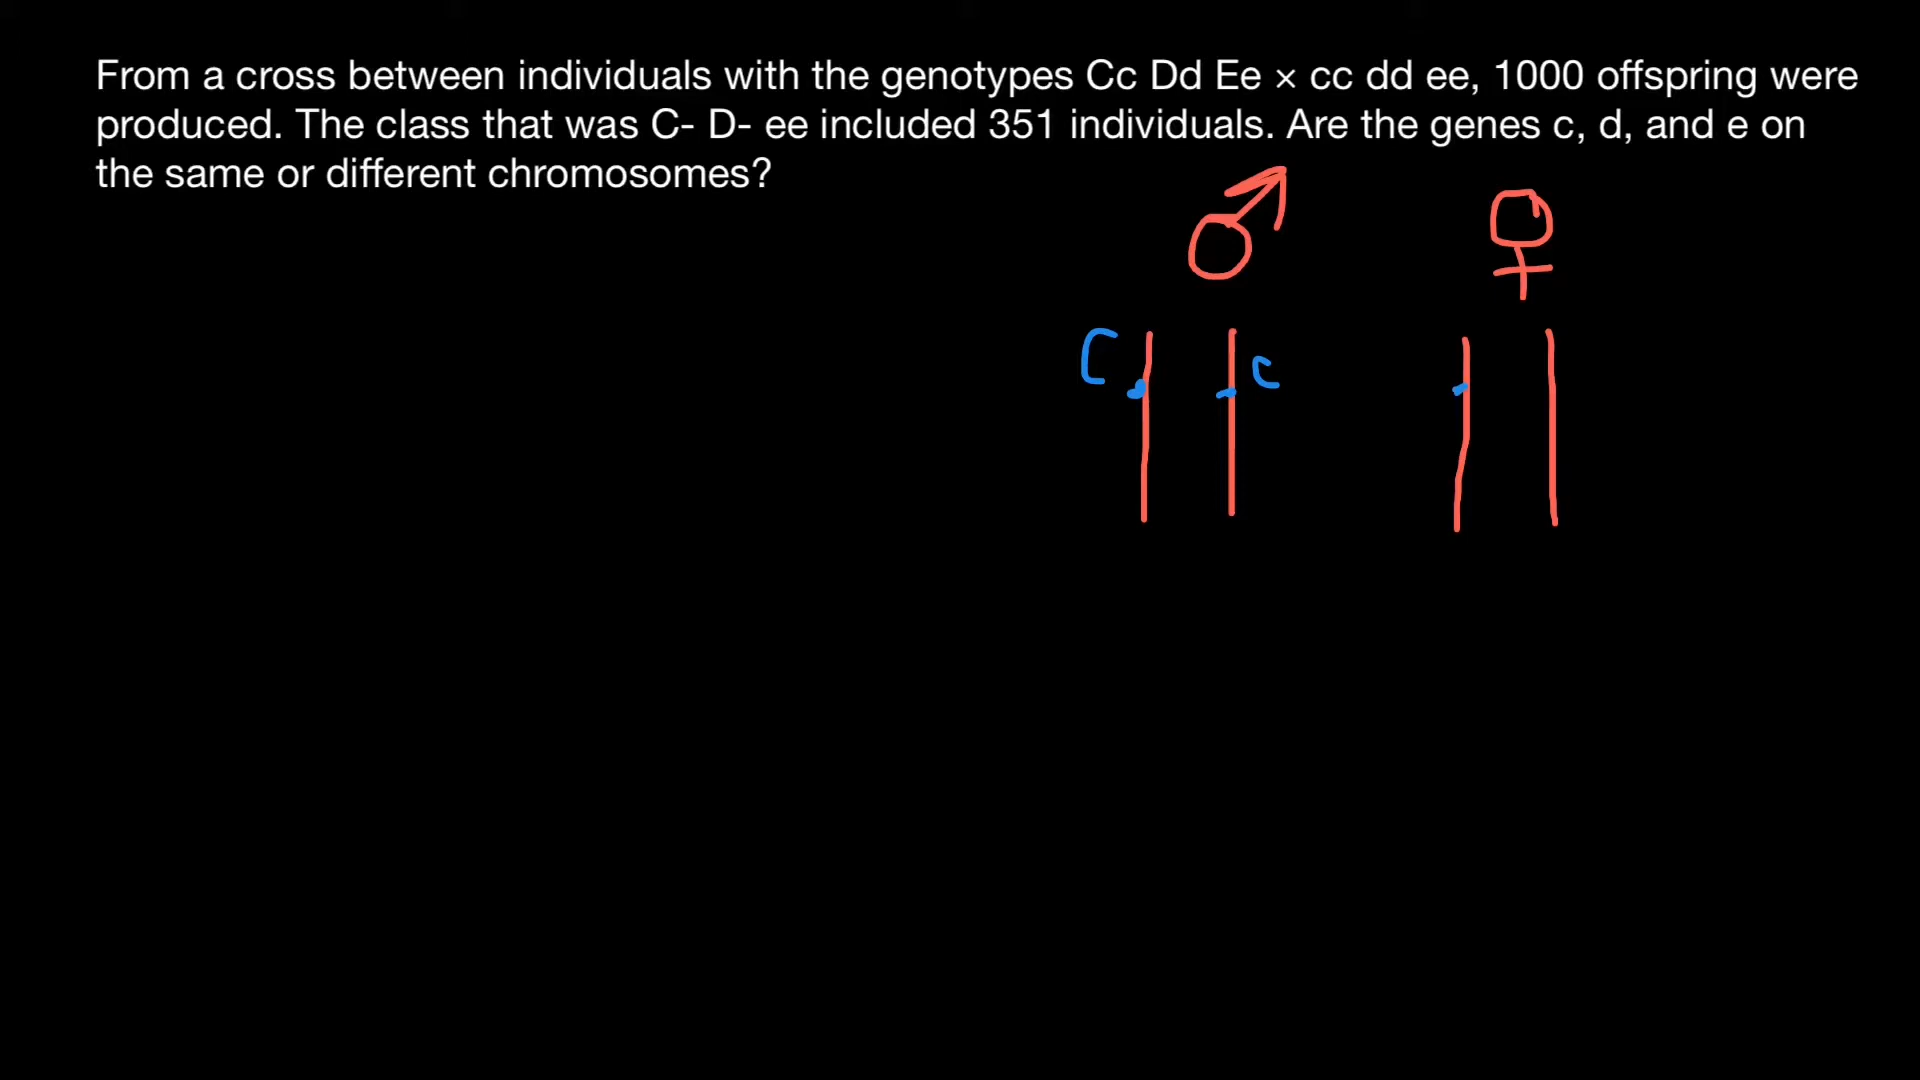 From a cross between individuals with the genotypes Cc Dd Ee × cc dd ee, 1000 offspring were
produced. The class that was C- D- ee included 351 individuals. Are the genes c, d, and e on
the same or different chromosomes?
C c